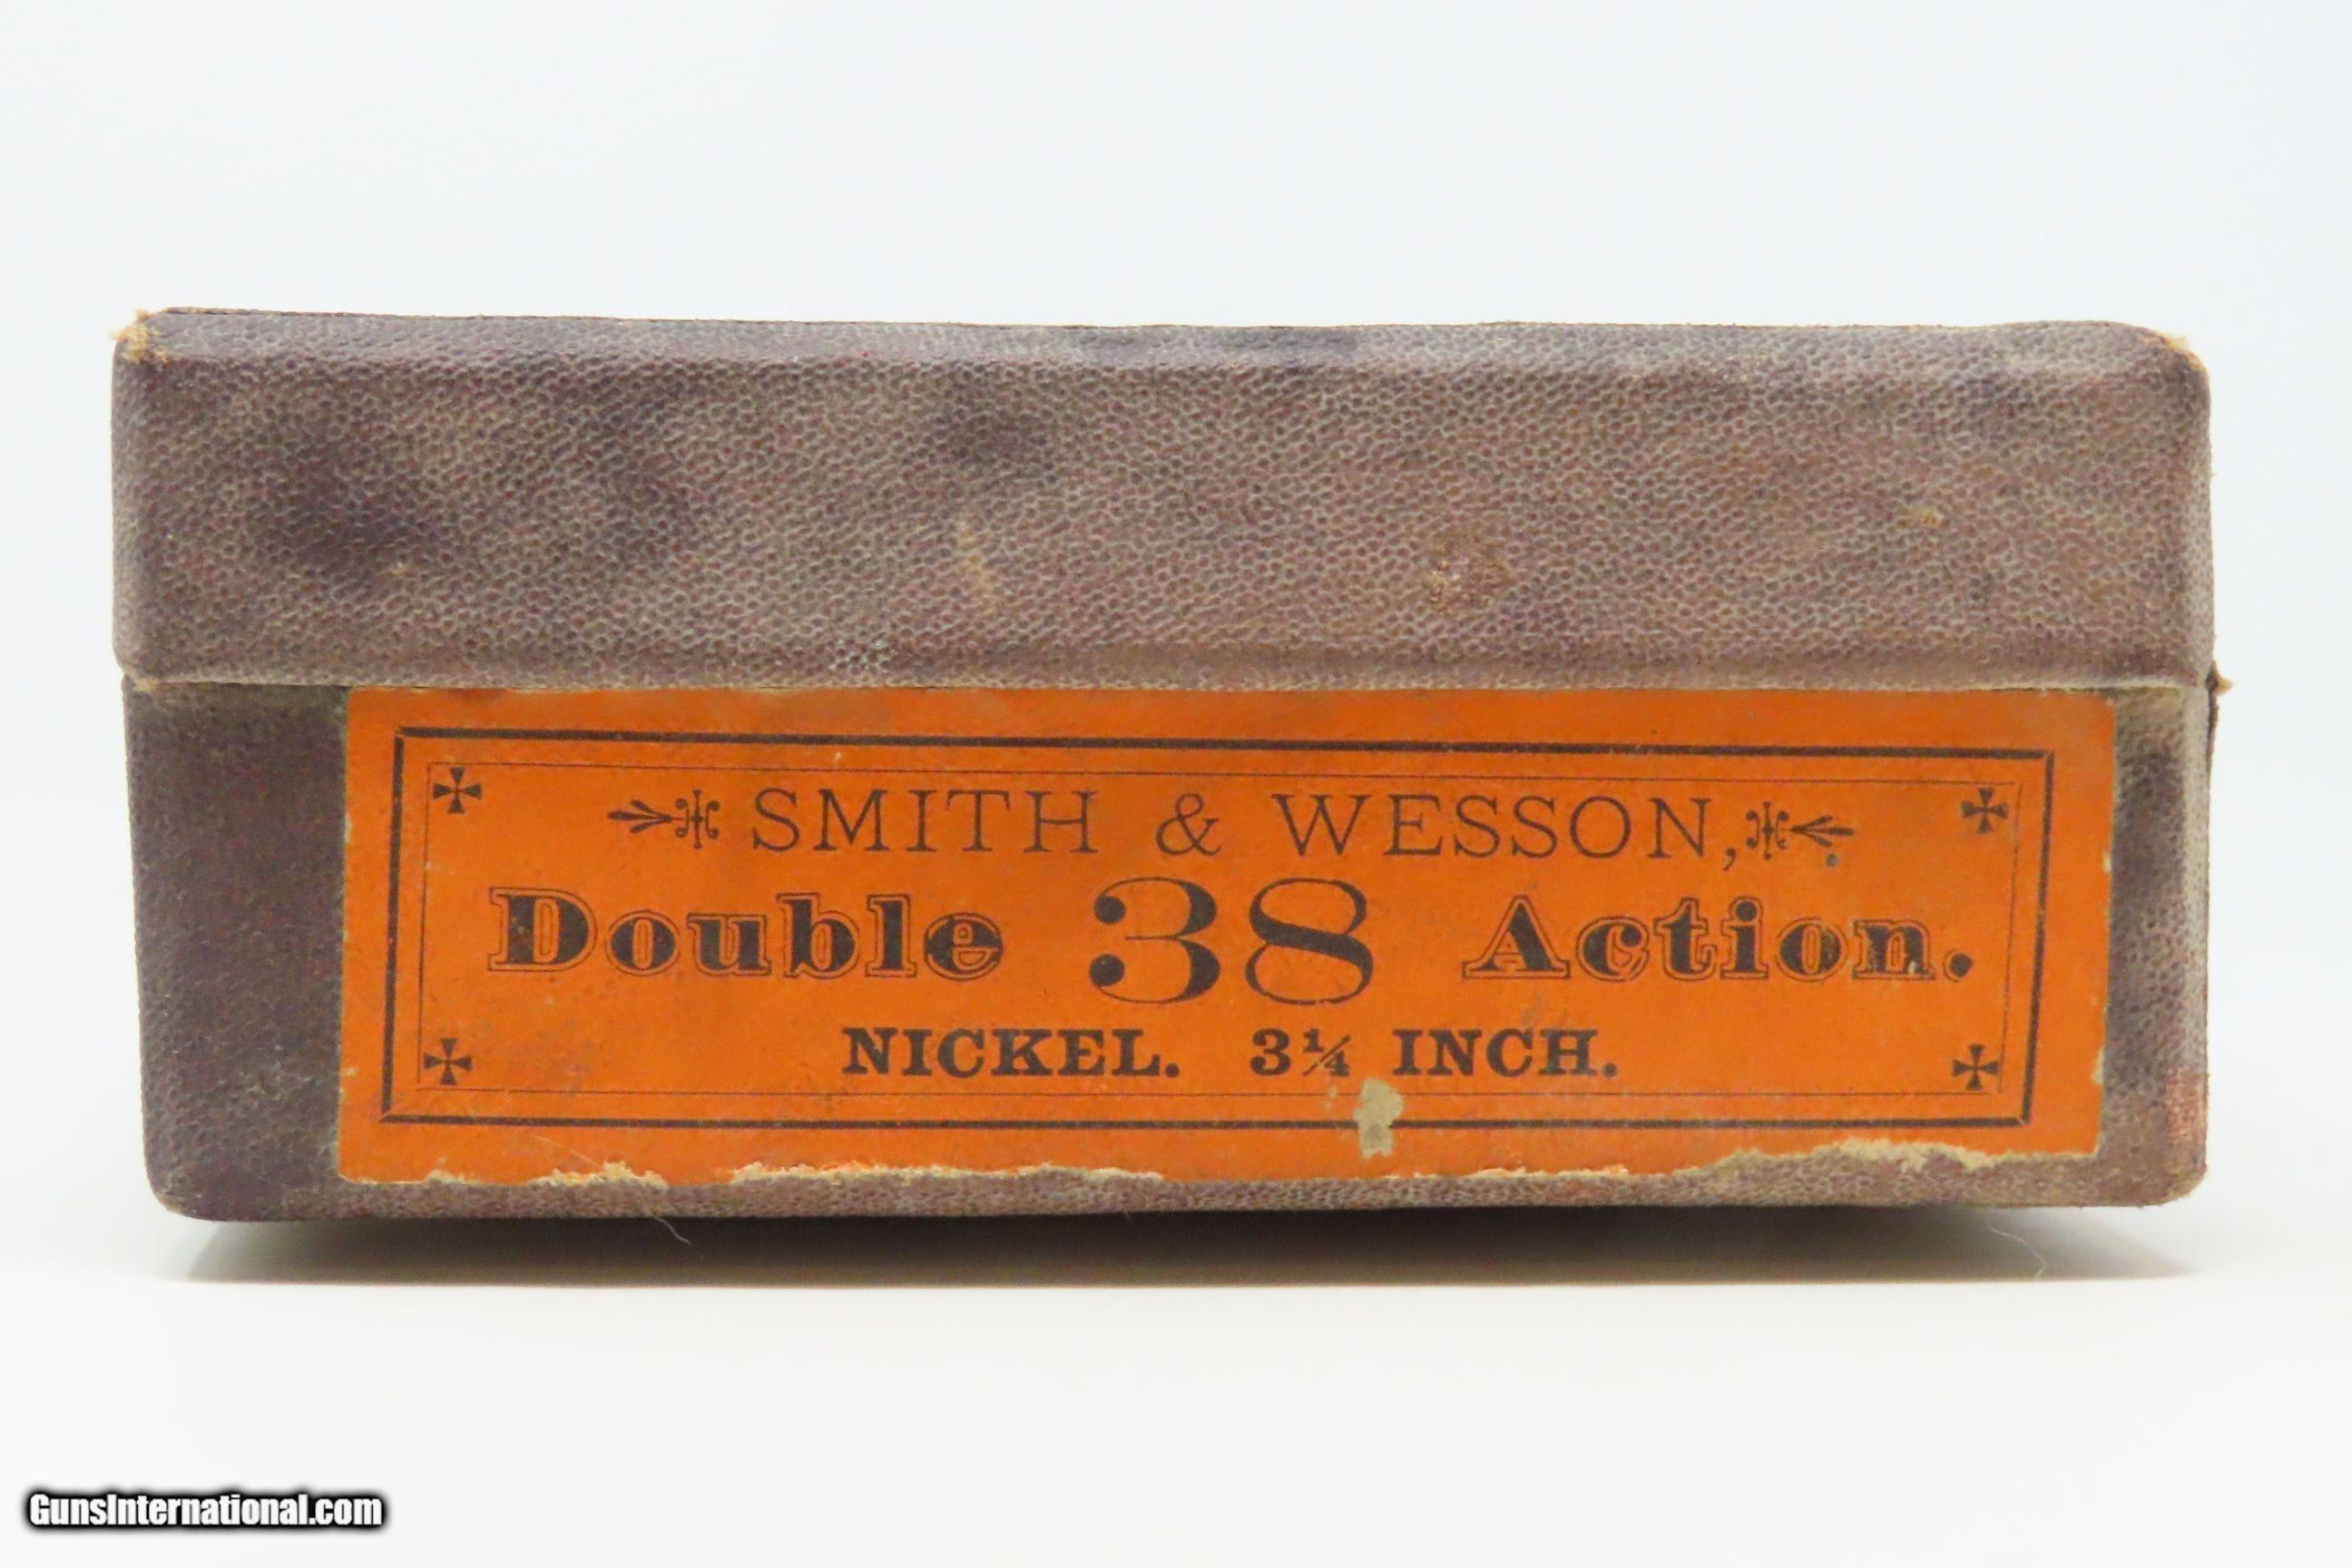 SMITH & WESSON,
Double 38 Action.
NICKEL. 3¼ INCH.
GunsInternational.com